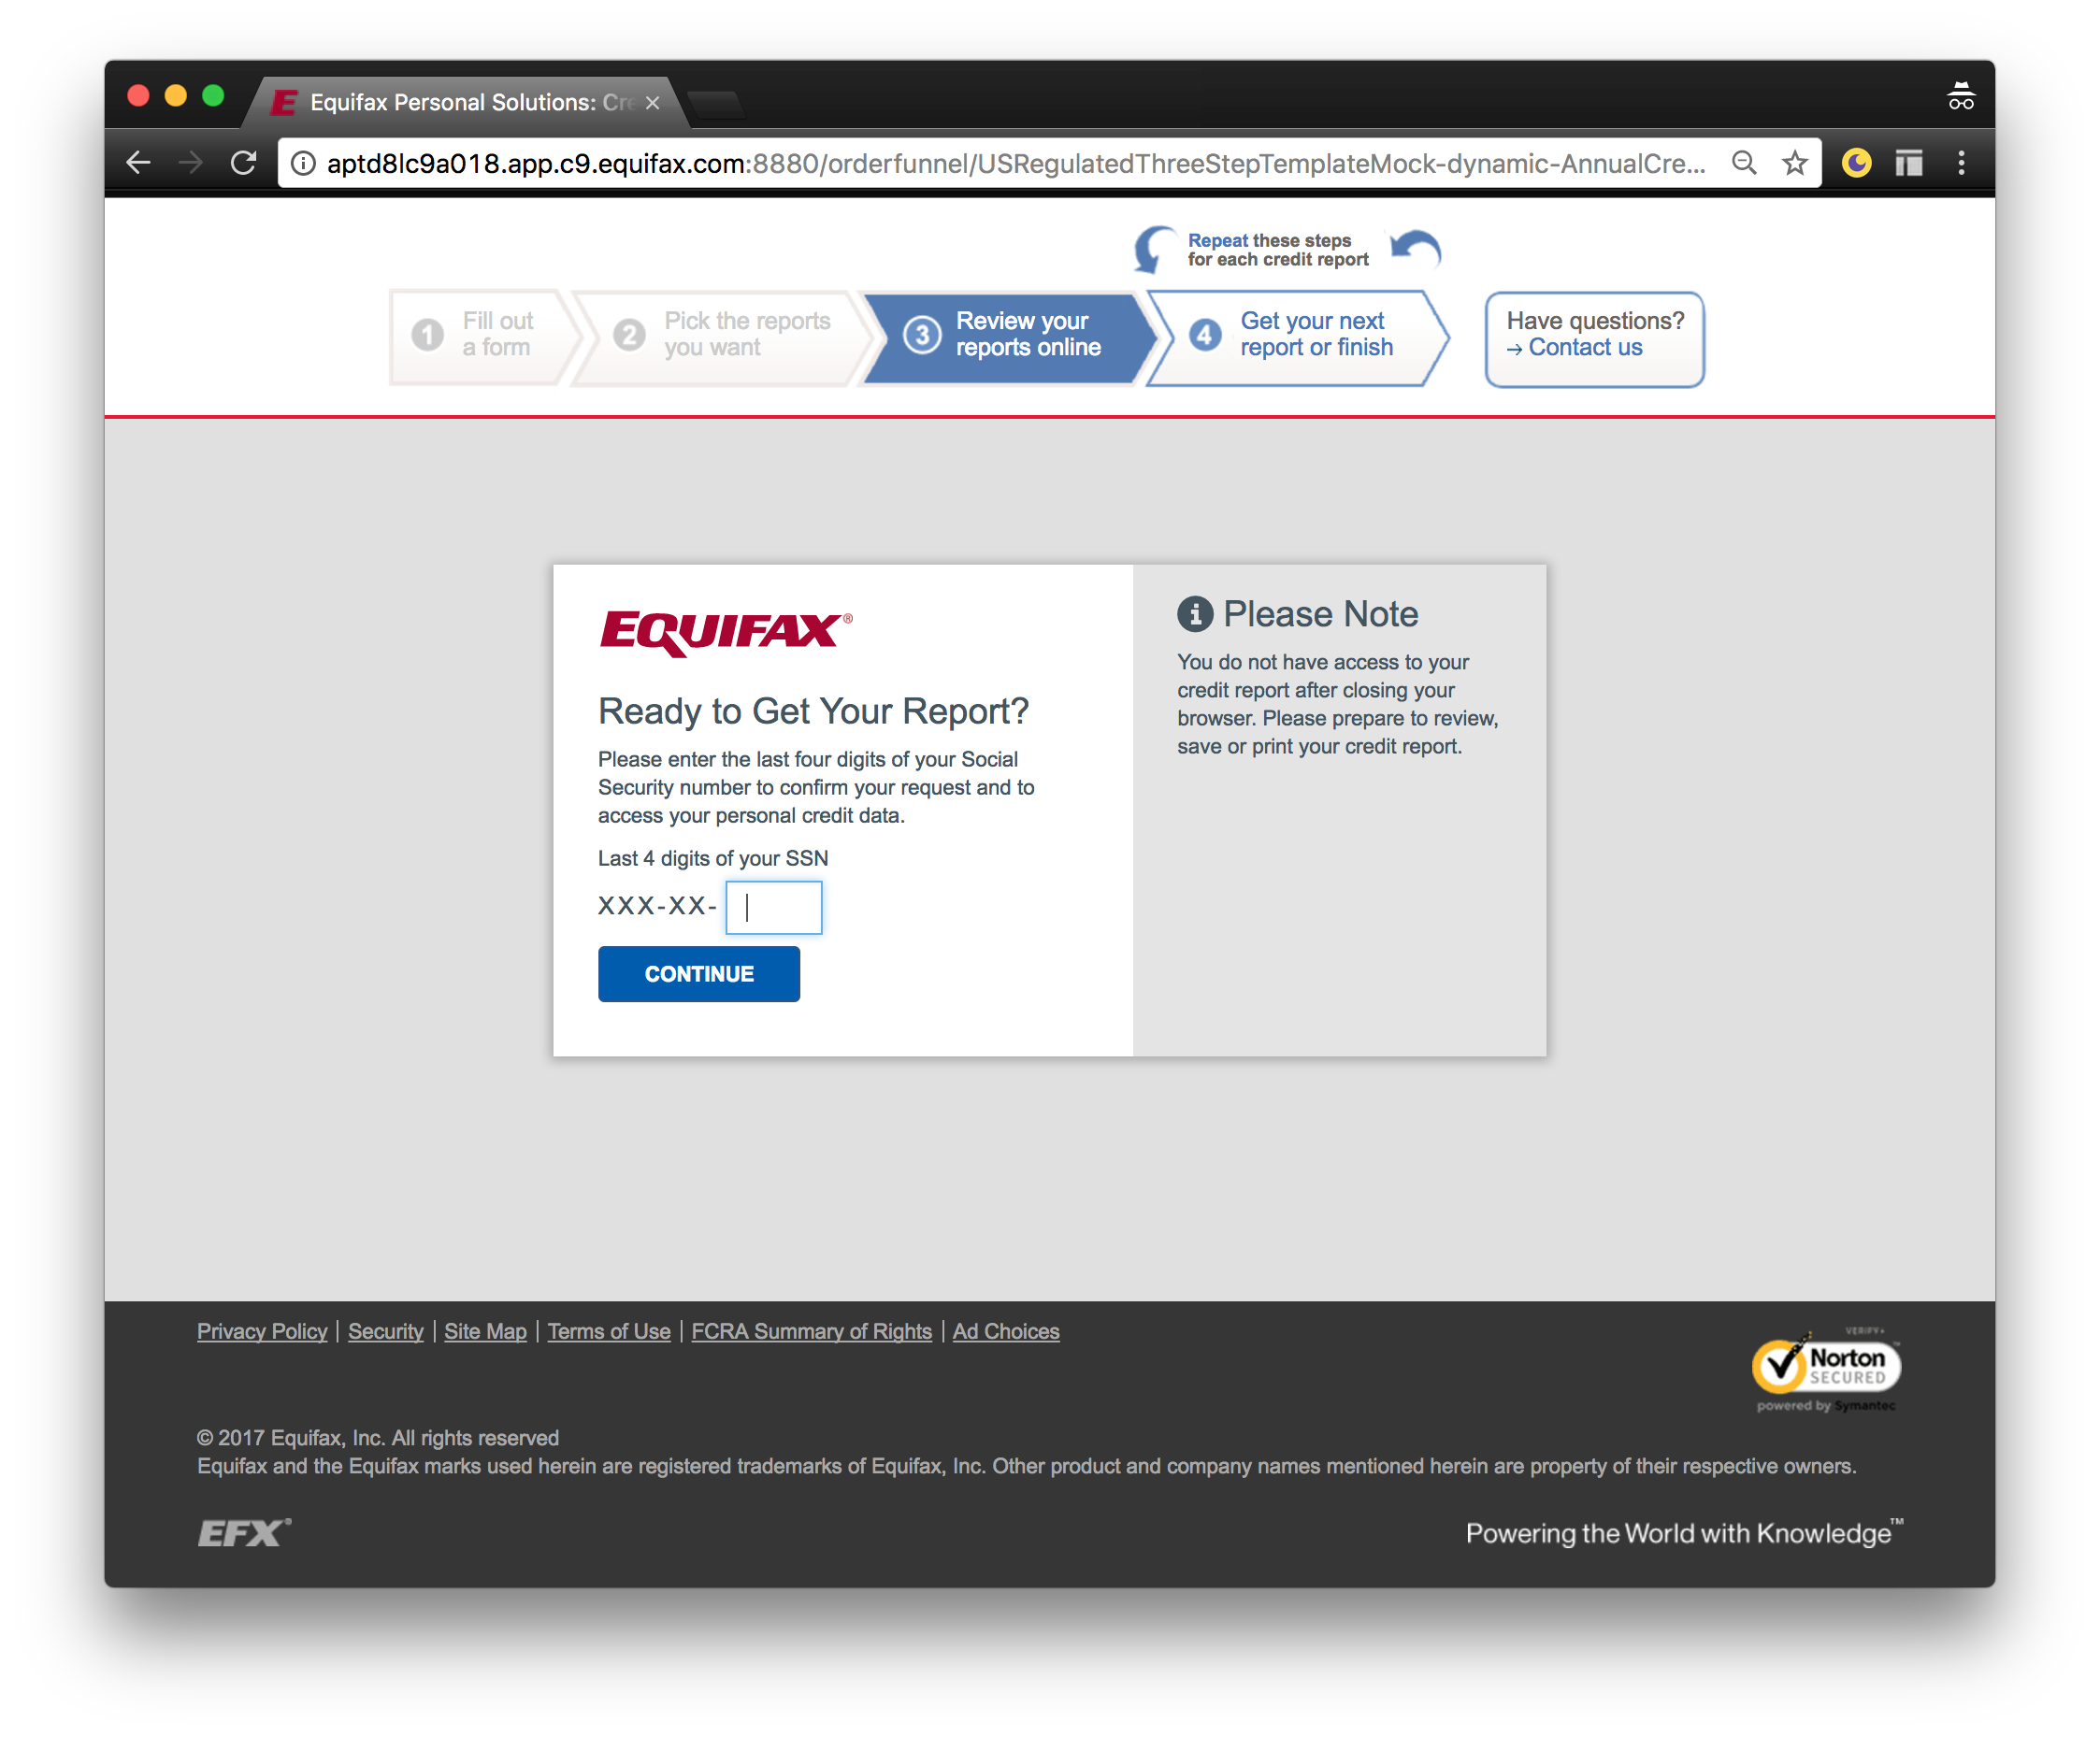 Equifax Personal Solutions: Cre
aptd8lc9a018.app.c9.equifax.com:8880/orderfunnel/USRegulatedThreeStepTemplateMock-dynamic-AnnualCre...
Repeat these steps
for each credit report
1 Fill out
a form
2 Pick the reports
you want
3 Review your
reports online
4 Get your next
report or finish
Have questions?
→ Contact us
EQUIFAX®
Ready to Get Your Report?
Please enter the last four digits of your Social
Security number to confirm your request and to
access your personal credit data.
Last 4 digits of your SSN
XXX-XX-
CONTINUE
Please Note
You do not have access to your
credit report after closing your
browser. Please prepare to review,
save or print your credit report.
Privacy Policy | Security | Site Map | Terms of Use | FCRA Summary of Rights | Ad Choices
VERIFY▸
Norton™
SECURED
powered by Symantec
© 2017 Equifax, Inc. All rights reserved
Equifax and the Equifax marks used herein are registered trademarks of Equifax, Inc. Other product and company names mentioned herein are property of their respective owners.
EFX®
Powering the World with Knowledge™